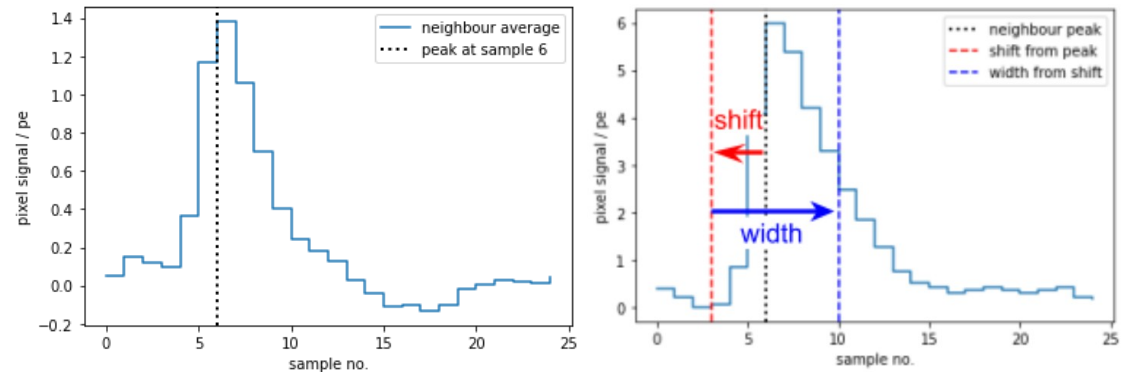 1.4
1.2
1.0
0.8
0.6
0.4
0.2
0.0
−0.2
pixel signal / pe
neighbour average
peak at sample 6
0
5
10
15
20
25
sample no.
6
5
4
3
2
1
0
pixel signal / pe
neighbour peak
shift from peak
width from shift
shift
width
0
5
10
15
20
25
sample no.